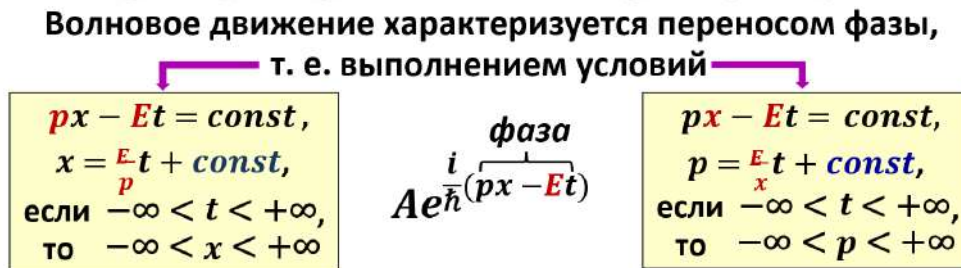 Волновое движение характеризуется переносом фазы,
т. е. выполнением условий
px − Et = const,
x = E/p t + const,
если −∞ < t < +∞,
то −∞ < x < +∞
фаза
Ae^{i/ħ(px −Et)}
px − Et = const,
p = E/x t + const,
если −∞ < t < +∞,
то −∞ < p < +∞